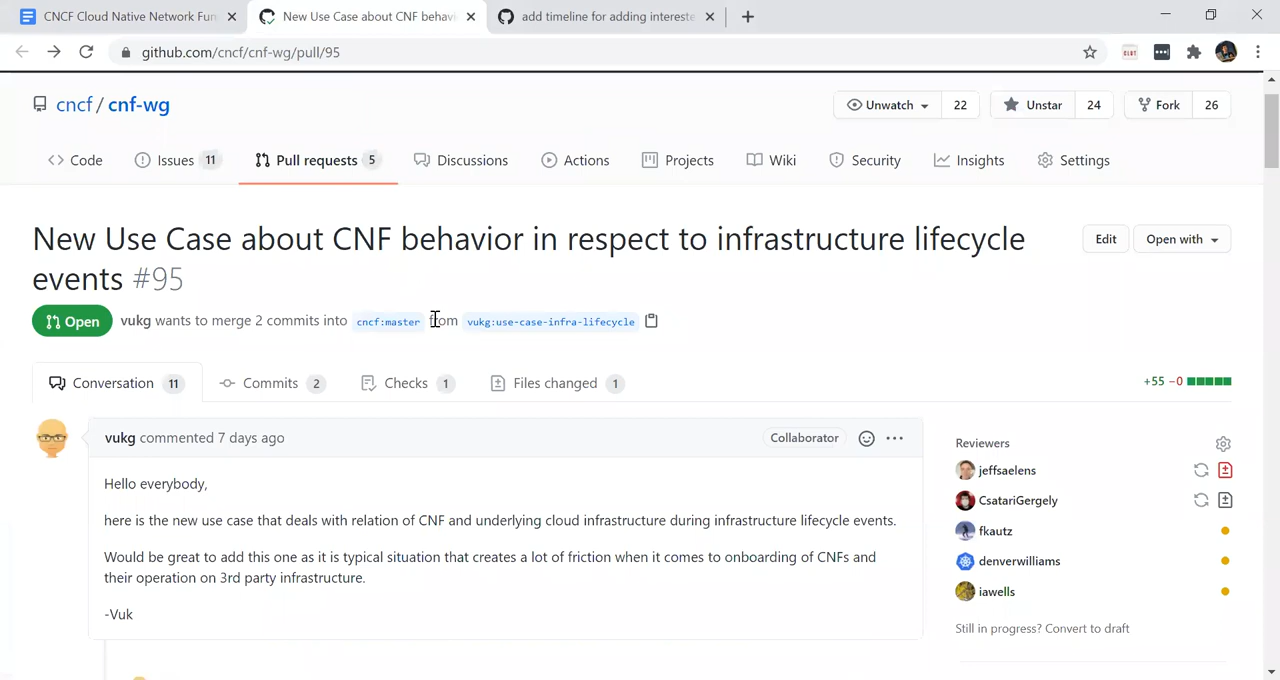 CNCF Cloud Native Network Fun
New Use Case about CNF behavi
add timeline for adding intereste
github.com/cncf/cnf-wg/pull/95
cncf / cnf-wg
Unwatch 22
Unstar 24
Fork 26
Code
Issues 11
Pull requests 5
Discussions
Actions
Projects
Wiki
Security
Insights
Settings
New Use Case about CNF behavior in respect to infrastructure lifecycle
events #95
Edit
Open with
Open
vukg wants to merge 2 commits into cncf:master from vukg:use-case-infra-lifecycle
Conversation 11
Commits 2
Checks 1
Files changed 1
+55 −0
vukg commented 7 days ago
Collaborator
Hello everybody,
here is the new use case that deals with relation of CNF and underlying cloud infrastructure during infrastructure lifecycle events.
Would be great to add this one as it is typical situation that creates a lot of friction when it comes to onboarding of CNFs and
their operation on 3rd party infrastructure.
-Vuk
Reviewers
jeffsaelens
CsatariGergely
fkautz
denverwilliams
iawells
Still in progress? Convert to draft